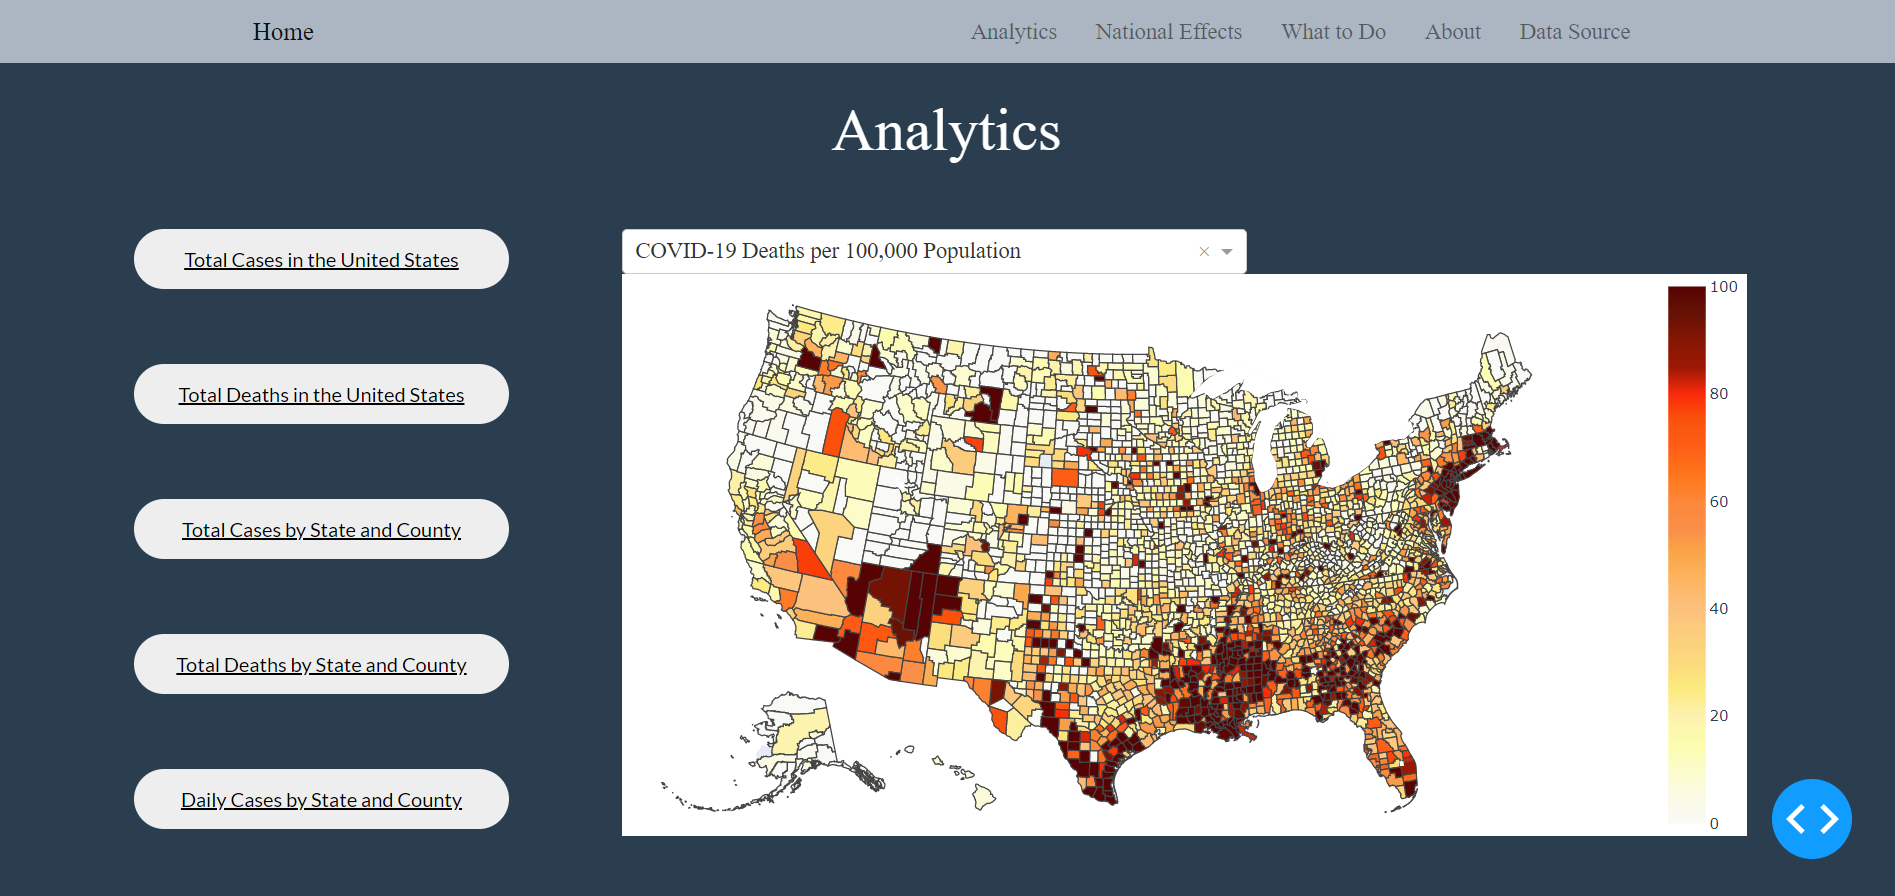 Home
Analytics
National Effects
What to Do
About
Data Source
Analytics
Total Cases in the United States
Total Deaths in the United States
Total Cases by State and County
Total Deaths by State and County
Daily Cases by State and County
COVID-19 Deaths per 100,000 Population
100
80
60
40
20
0